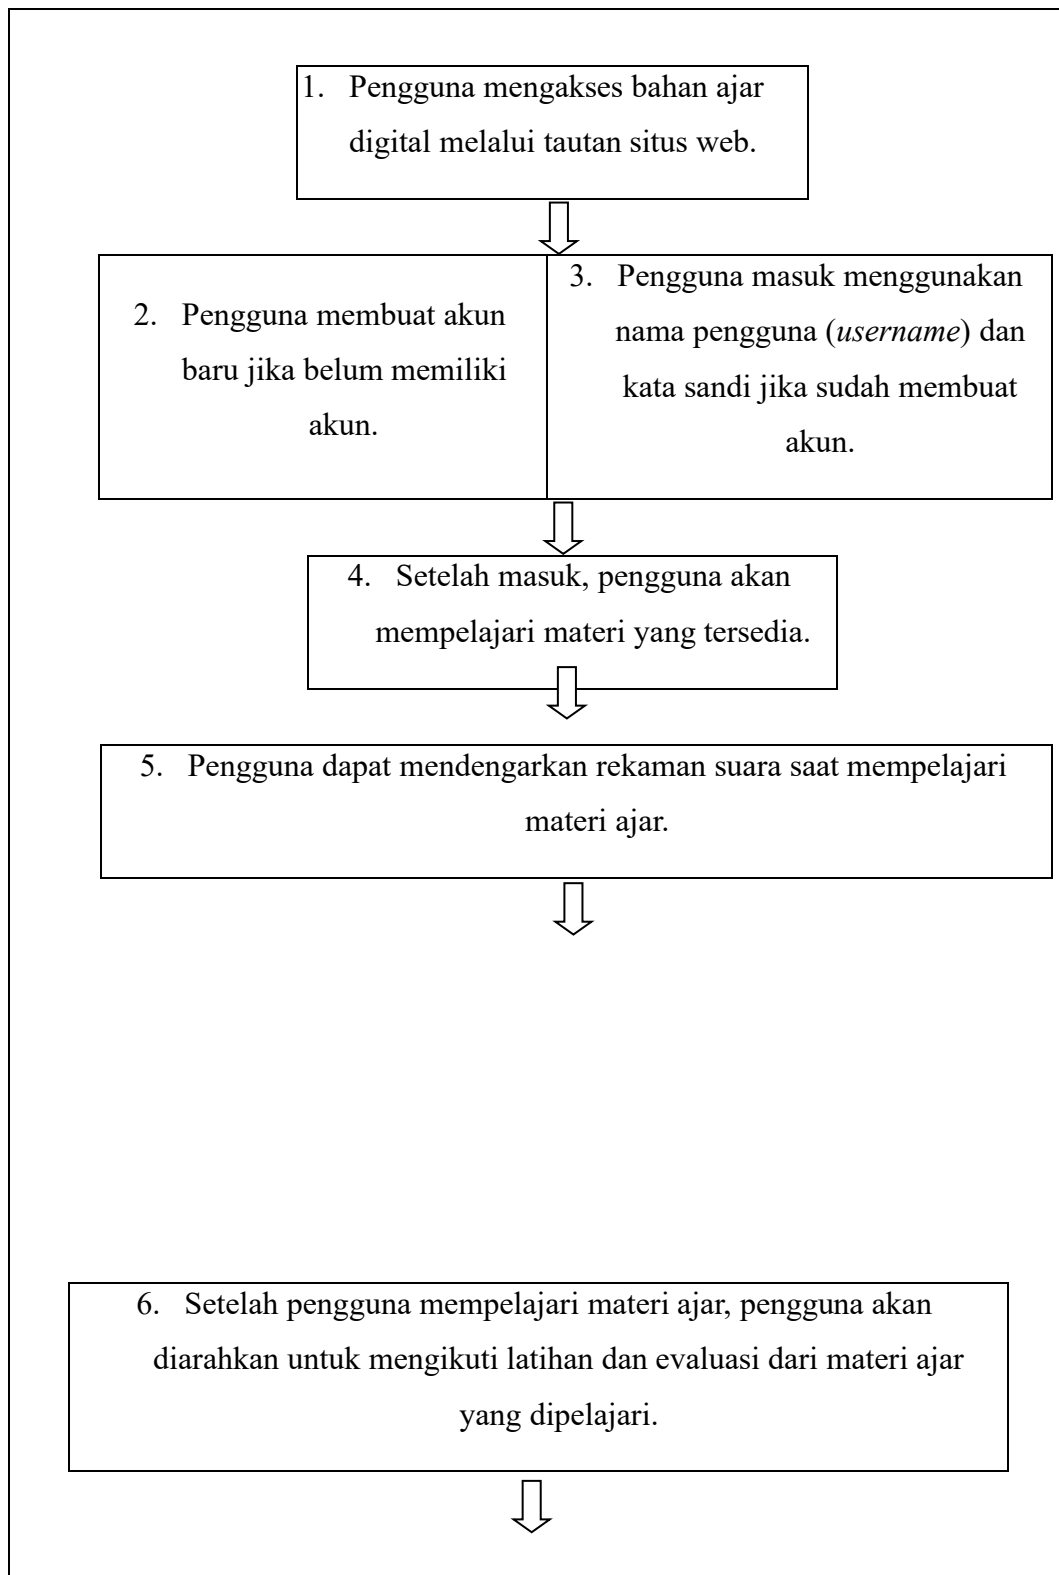 1. Pengguna mengakses bahan ajar
digital melalui tautan situs web.
2. Pengguna membuat akun
baru jika belum memiliki
akun.
3. Pengguna masuk menggunakan
nama pengguna (username) dan
kata sandi jika sudah membuat
akun.
4. Setelah masuk, pengguna akan
mempelajari materi yang tersedia.
5. Pengguna dapat mendengarkan rekaman suara saat mempelajari
materi ajar.
6. Setelah pengguna mempelajari materi ajar, pengguna akan
diarahkan untuk mengikuti latihan dan evaluasi dari materi ajar
yang dipelajari.